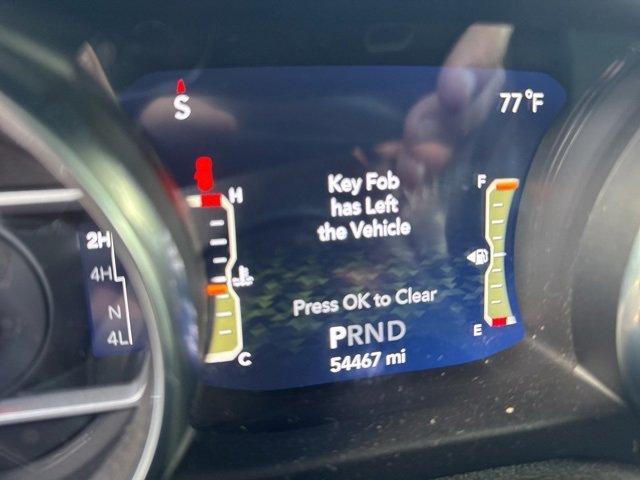 S
77°F
H
F
Key Fob
has Left
the Vehicle
2H
4H
N
4L
Press OK to Clear
PRND
54467 mi
C
E